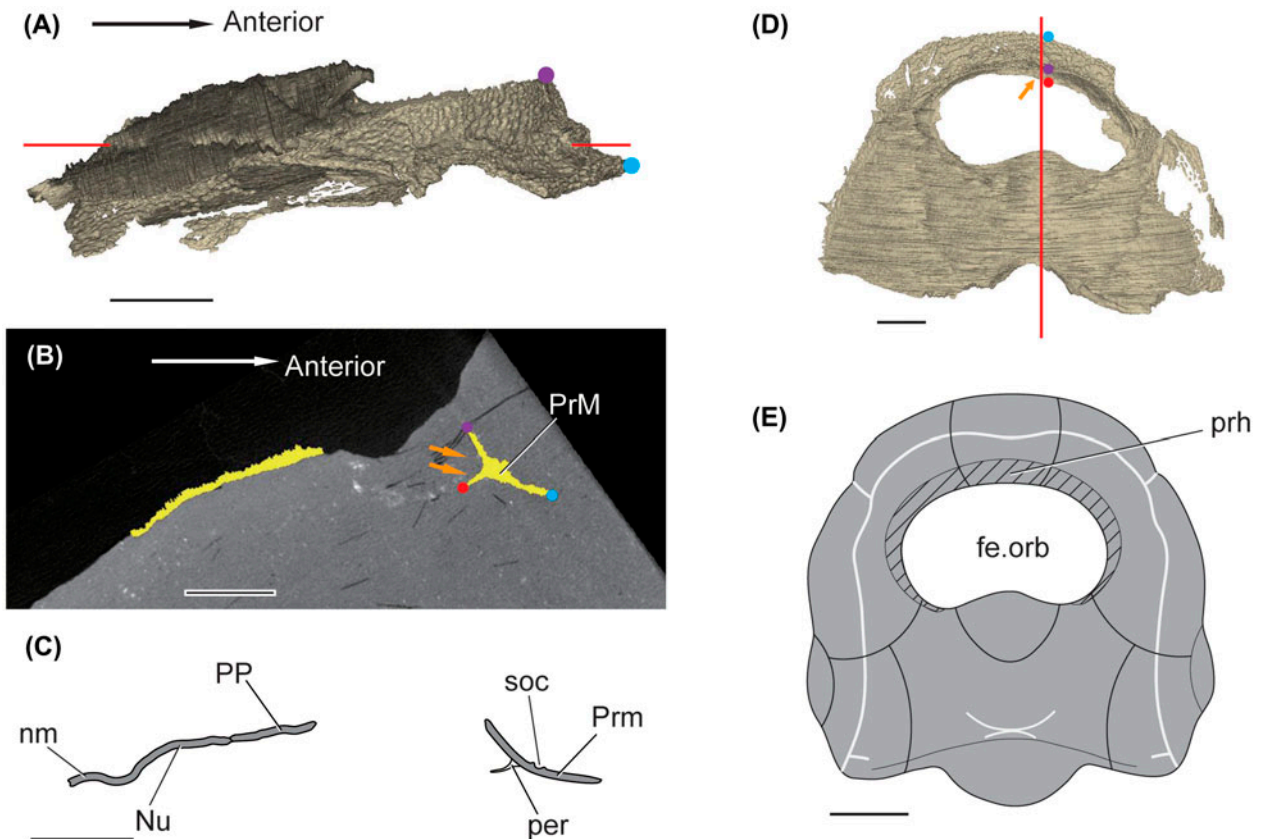 (A)
Anterior
(B)
Anterior
PrM
(C)
PP
soc
Prm
nm
Nu
per
(D)
(E)
prh
fe.orb